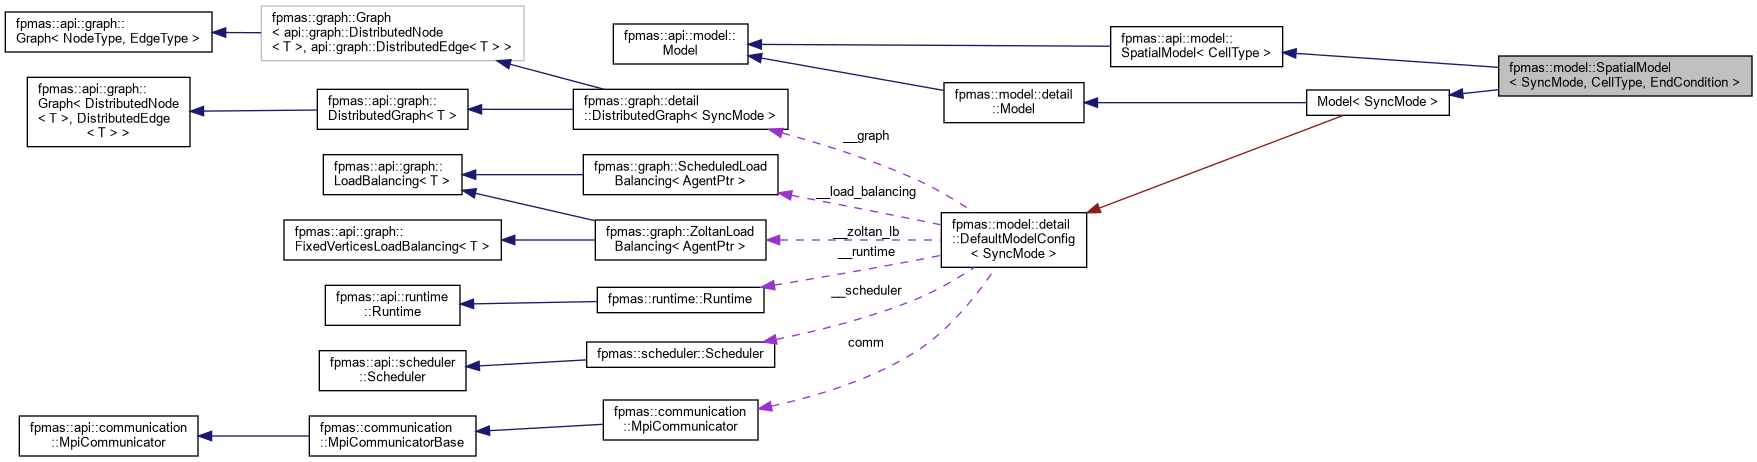 fpmas::api::graph::
Graph< NodeType, EdgeType >
fpmas::graph::Graph
< api::graph::DistributedNode
< T >, api::graph::DistributedEdge< T > >
fpmas::api::model::
Model
fpmas::api::model::
SpatialModel< CellType >
fpmas::model::SpatialModel
< SyncMode, CellType, EndCondition >
fpmas::api::graph::
Graph< DistributedNode
< T >, DistributedEdge
< T > >
fpmas::api::graph::
DistributedGraph< T >
fpmas::graph::detail
::DistributedGraph< SyncMode >
fpmas::model::detail
::Model
Model< SyncMode >
__graph
fpmas::api::graph::
LoadBalancing< T >
fpmas::graph::ScheduledLoad
Balancing< AgentPtr >
__load_balancing
fpmas::api::graph::
FixedVerticesLoadBalancing< T >
fpmas::graph::ZoltanLoad
Balancing< AgentPtr >
__zoltan_lb
fpmas::model::detail
::DefaultModelConfig
< SyncMode >
__runtime
fpmas::api::runtime
::Runtime
fpmas::runtime::Runtime
__scheduler
fpmas::api::scheduler
::Scheduler
fpmas::scheduler::Scheduler
comm
fpmas::api::communication
::MpiCommunicator
fpmas::communication
::MpiCommunicatorBase
fpmas::communication
::MpiCommunicator